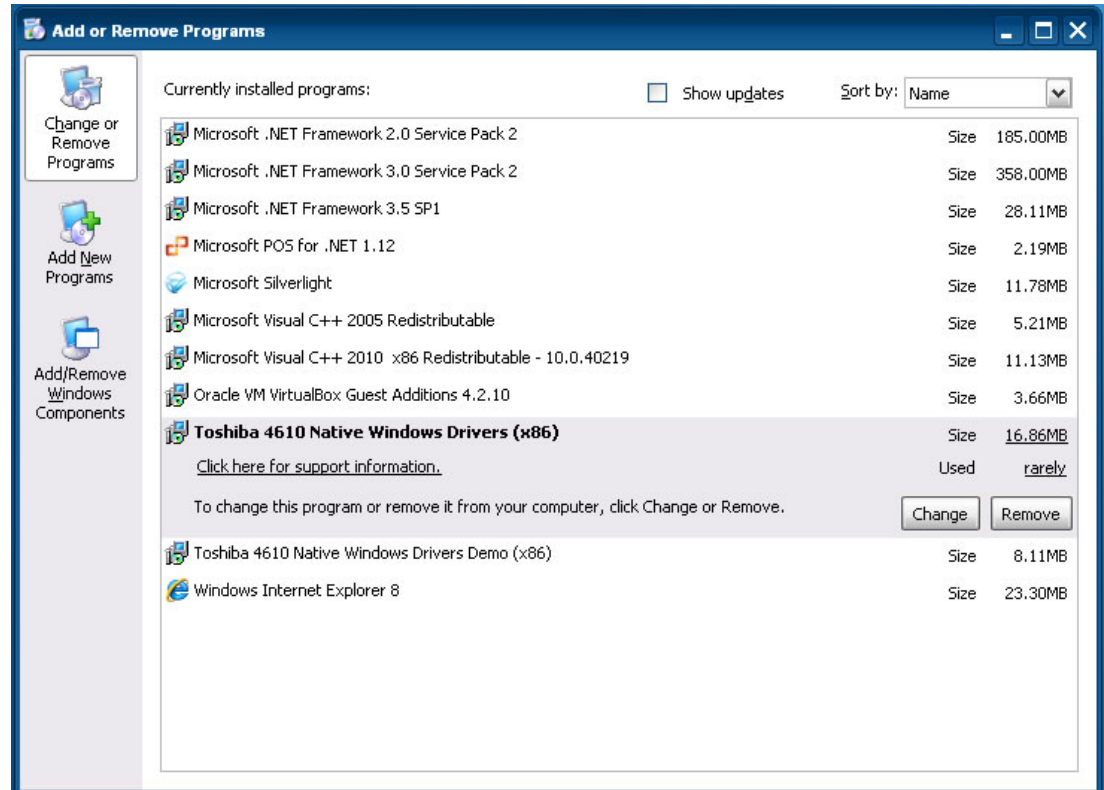 Add or Remove Programs
Change or
Remove
Programs
Add New
Programs
Add/Remove
Windows
Components
Currently installed programs:
Show updates
Sort by: Name
Microsoft .NET Framework 2.0 Service Pack 2 Size 185.00MB
Microsoft .NET Framework 3.0 Service Pack 2 Size 358.00MB
Microsoft .NET Framework 3.5 SP1 Size 28.11MB
Microsoft POS for .NET 1.12 Size 2.19MB
Microsoft Silverlight Size 11.78MB
Microsoft Visual C++ 2005 Redistributable Size 5.21MB
Microsoft Visual C++ 2010  x86 Redistributable - 10.0.40219 Size 11.13MB
Oracle VM VirtualBox Guest Additions 4.2.10 Size 3.66MB
Toshiba 4610 Native Windows Drivers (x86) Size 16.86MB
Click here for support information. Used rarely
To change this program or remove it from your computer, click Change or Remove. Change Remove
Toshiba 4610 Native Windows Drivers Demo (x86) Size 8.11MB
Windows Internet Explorer 8 Size 23.30MB